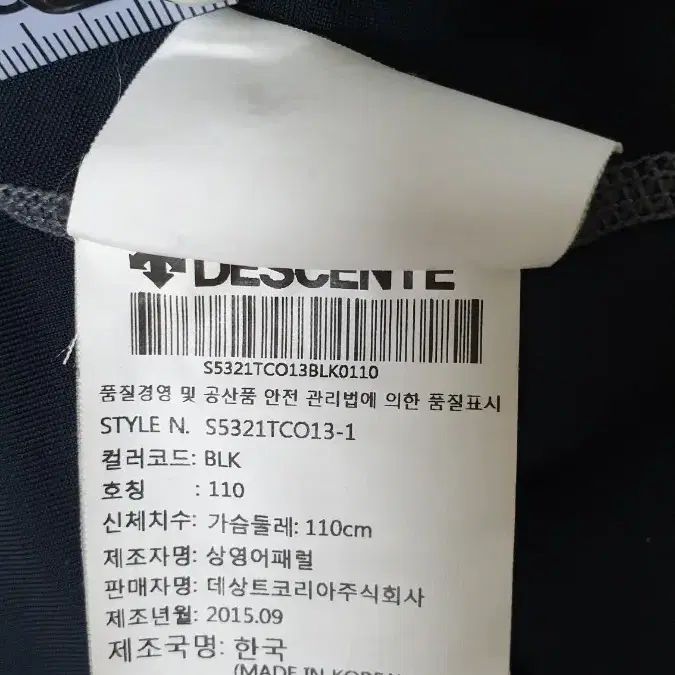 DESCENTE
S5321TCO13BLK0110
품질경영 및 공산품 안전 관리법에 의한 품질표시
STYLE N. S5321TCO13-1
컬러코드: BLK
호칭 : 110
신체치수: 가슴둘레: 110cm
제조자명: 상영어패럴
판매자명: 데상트코리아주식회사
제조년월: 2015.09
제조국명: 한국
(MADE IN KOREA